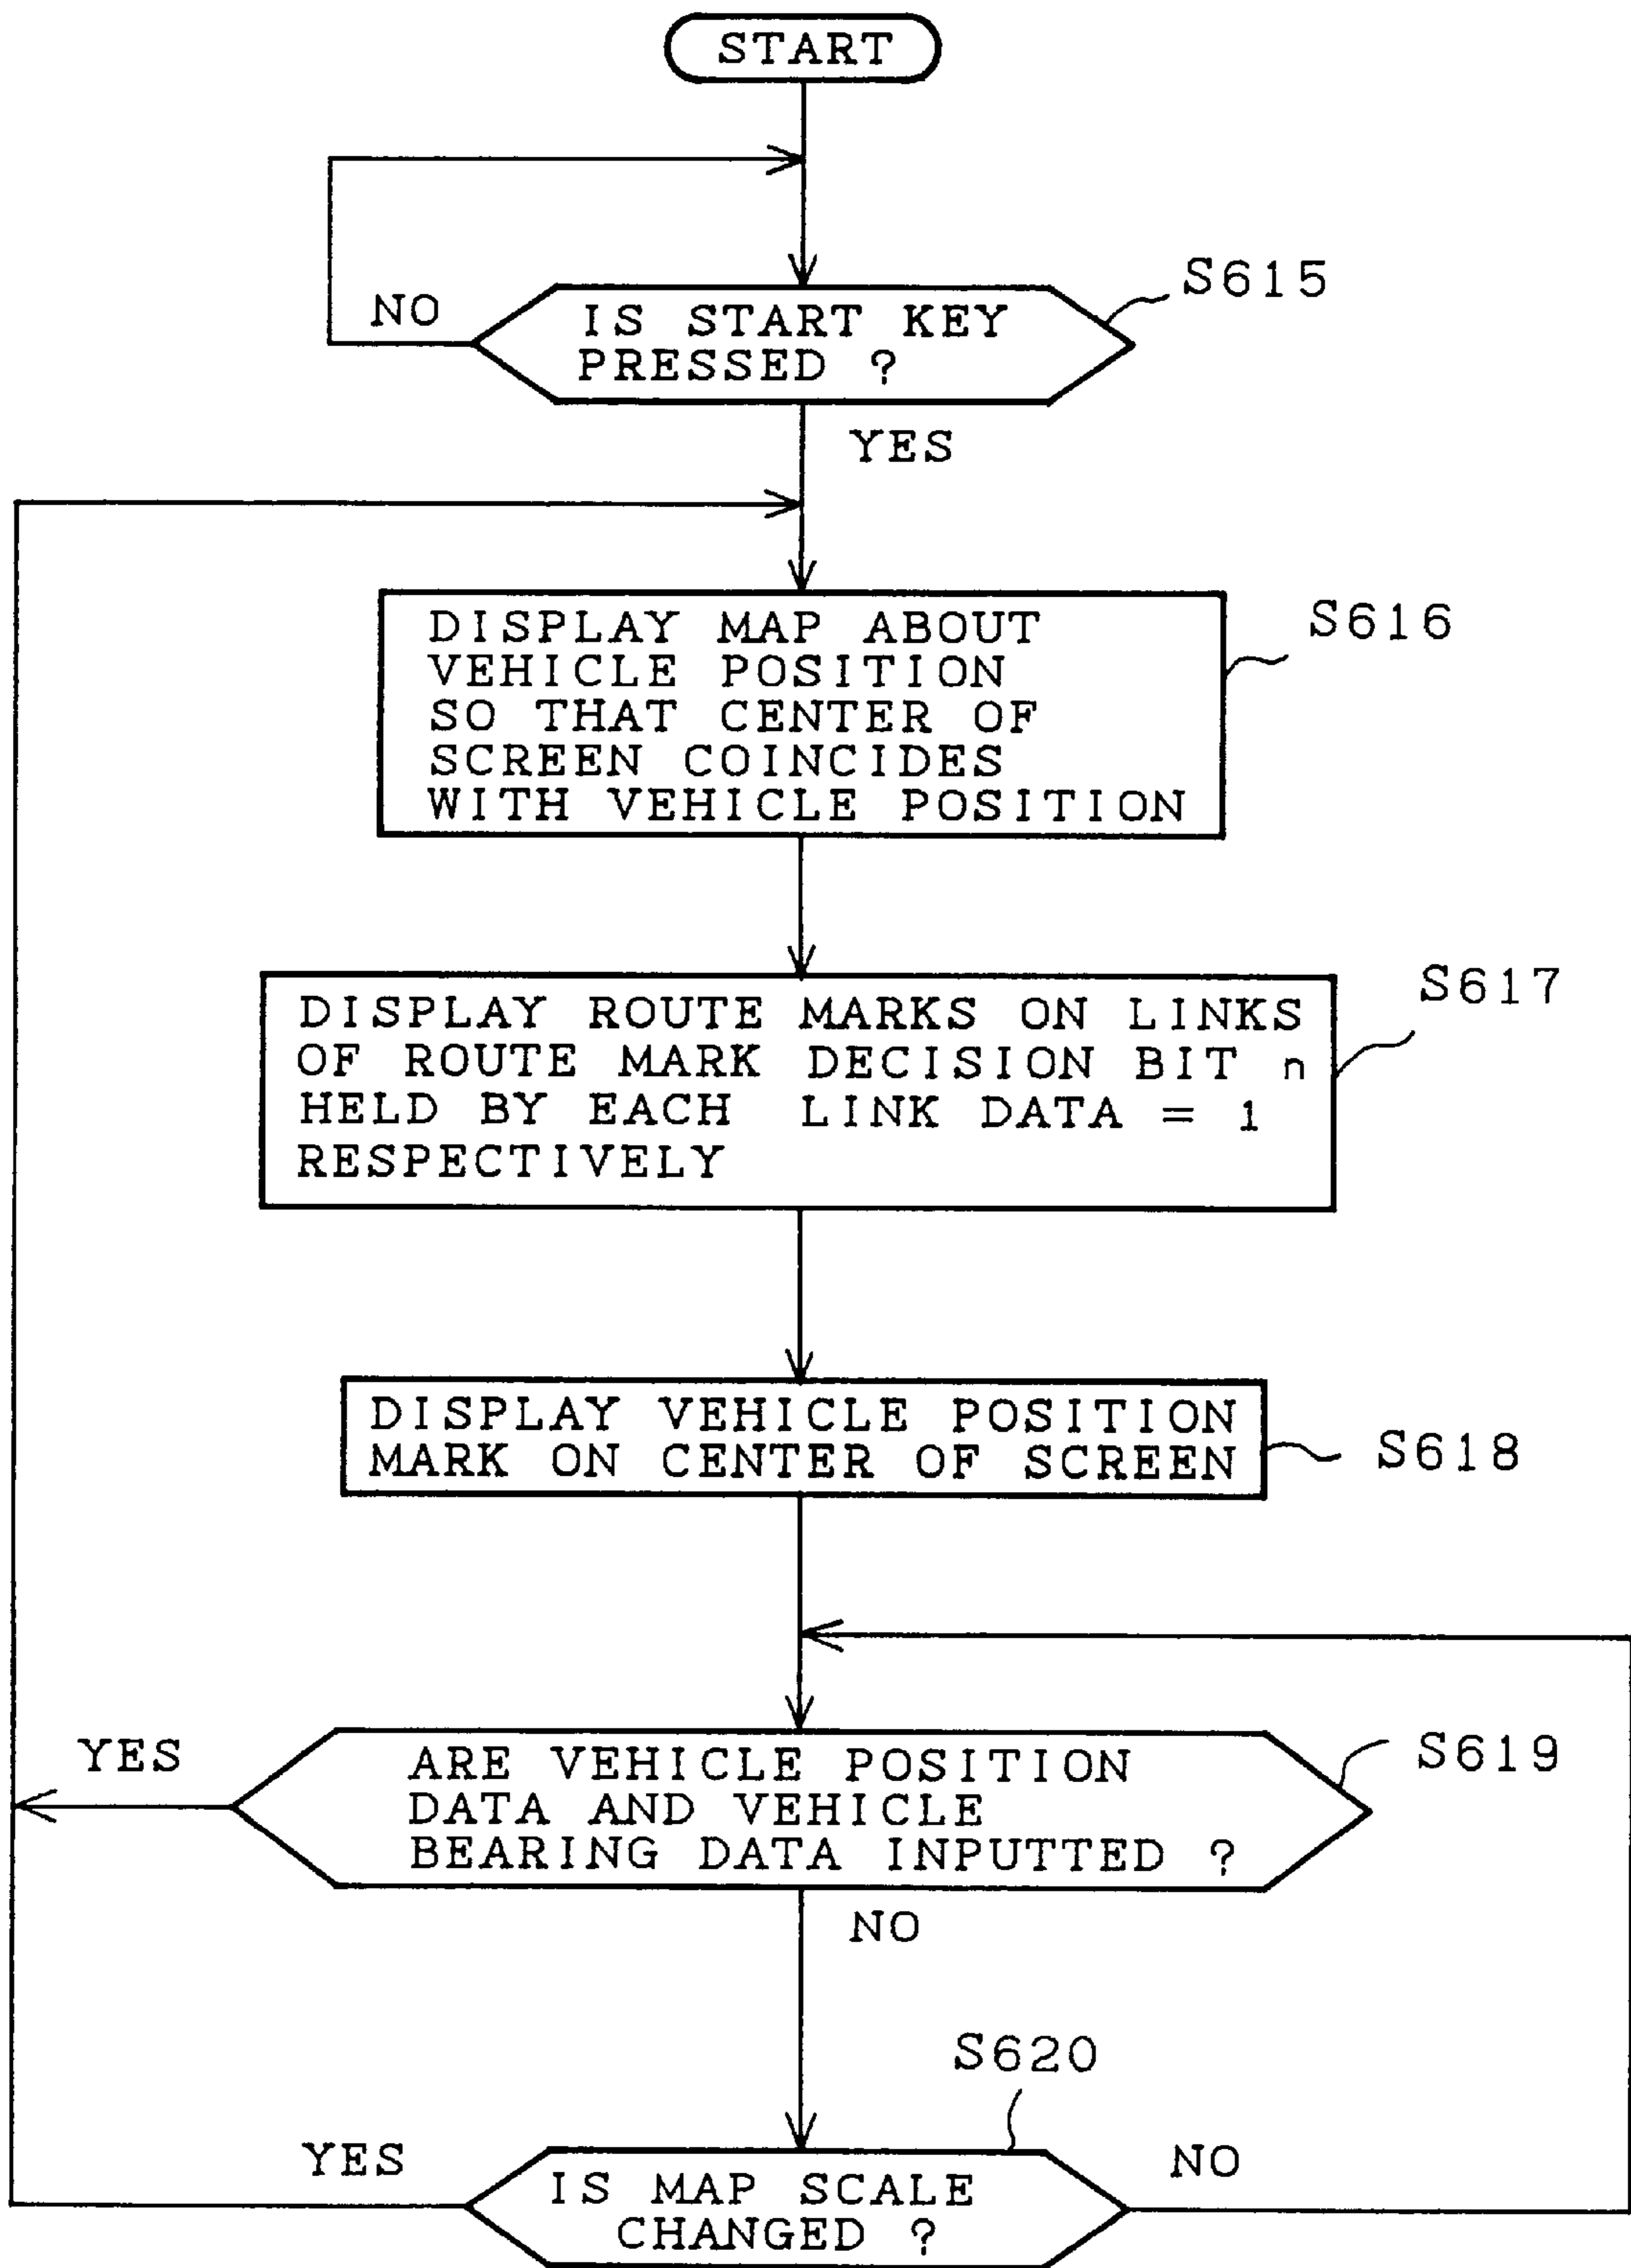 START
NO
IS START KEY
PRESSED ?
S615
YES
DISPLAY MAP ABOUT
VEHICLE POSITION
SO THAT CENTER OF
SCREEN COINCIDES
WITH VEHICLE POSITION
S616
DISPLAY ROUTE MARKS ON LINKS
OF ROUTE MARK DECISION BIT n
HELD BY EACH LINK DATA = 1
RESPECTIVELY
S617
DISPLAY VEHICLE POSITION
MARK ON CENTER OF SCREEN
S618
YES
ARE VEHICLE POSITION
DATA AND VEHICLE
BEARING DATA INPUTTED ?
S619
NO
S620
YES
IS MAP SCALE
CHANGED ?
NO